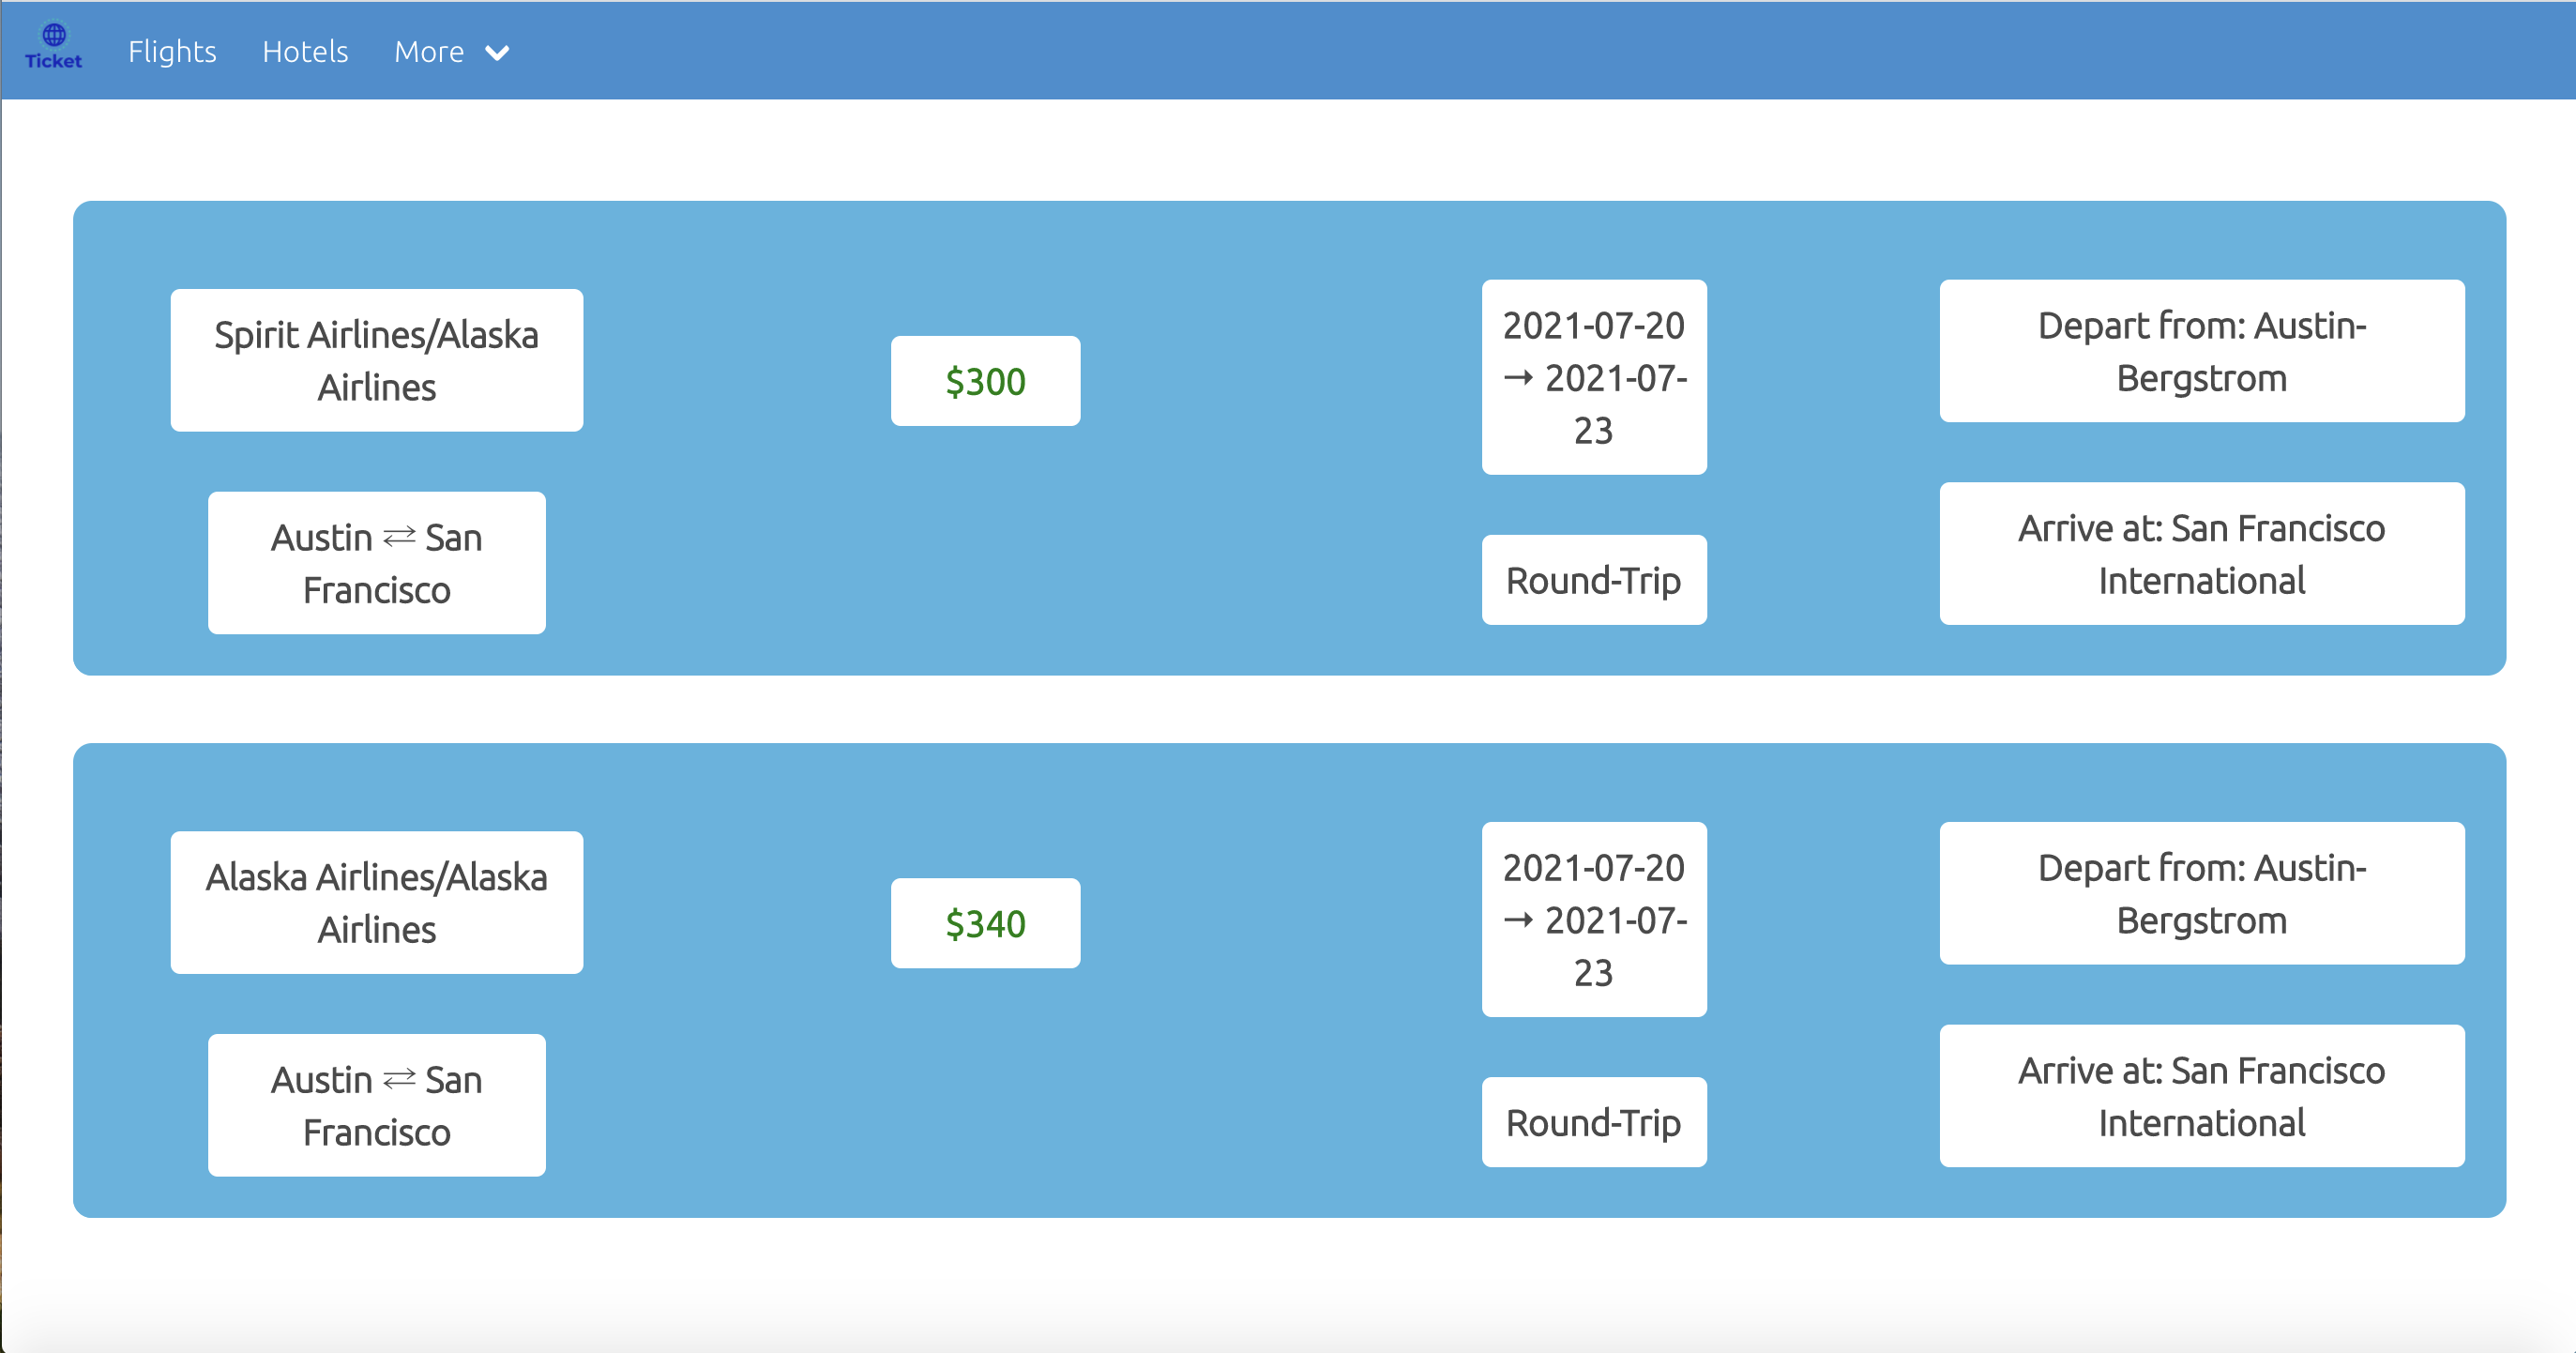 Ticket
Flights
Hotels
More
Spirit Airlines/Alaska
Airlines
Austin ⇄ San
Francisco
$300
2021-07-20
→ 2021-07-
23
Round-Trip
Depart from: Austin-
Bergstrom
Arrive at: San Francisco
International
Alaska Airlines/Alaska
Airlines
Austin ⇄ San
Francisco
$340
2021-07-20
→ 2021-07-
23
Round-Trip
Depart from: Austin-
Bergstrom
Arrive at: San Francisco
International